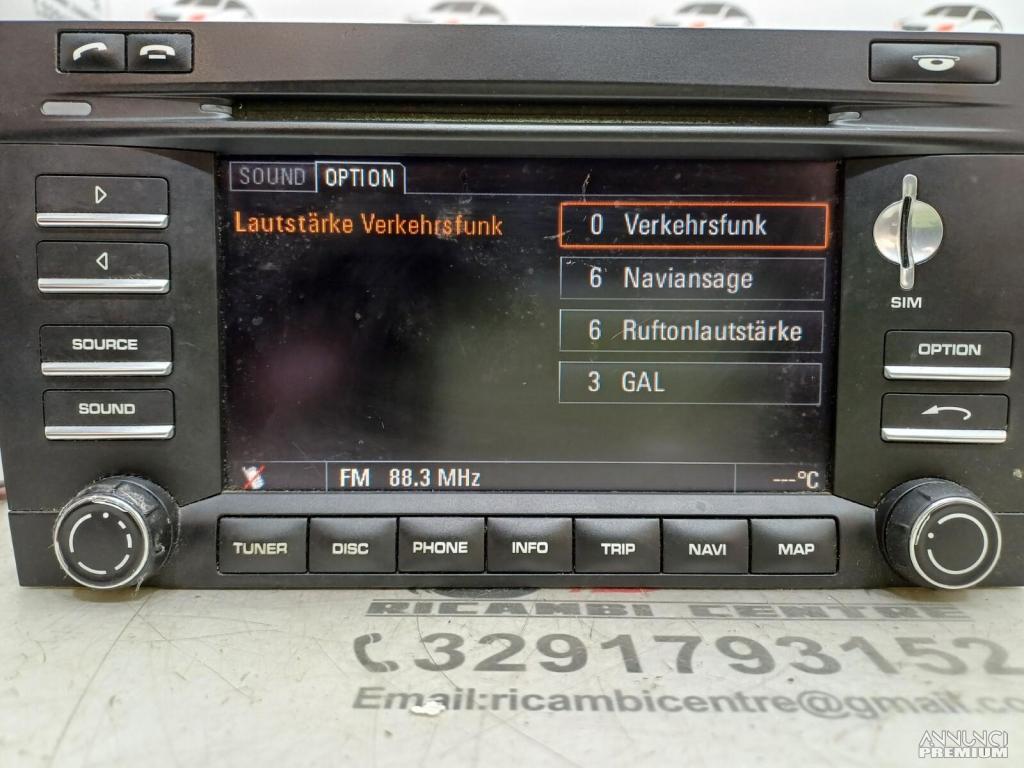 SOUND OPTION
Lautstärke Verkehrsfunk
0 Verkehrsfunk
6 Naviansage
6 Ruftonlautstärke
3 GAL
FM 88.3 MHz
---°C
SOURCE
SOUND
SIM
OPTION
TUNER DISC PHONE INFO TRIP NAVI MAP
RICAMBI CENTRE
3291793152
Email:ricambicentre@gmail.com
ANNUNCI
PREMIUM